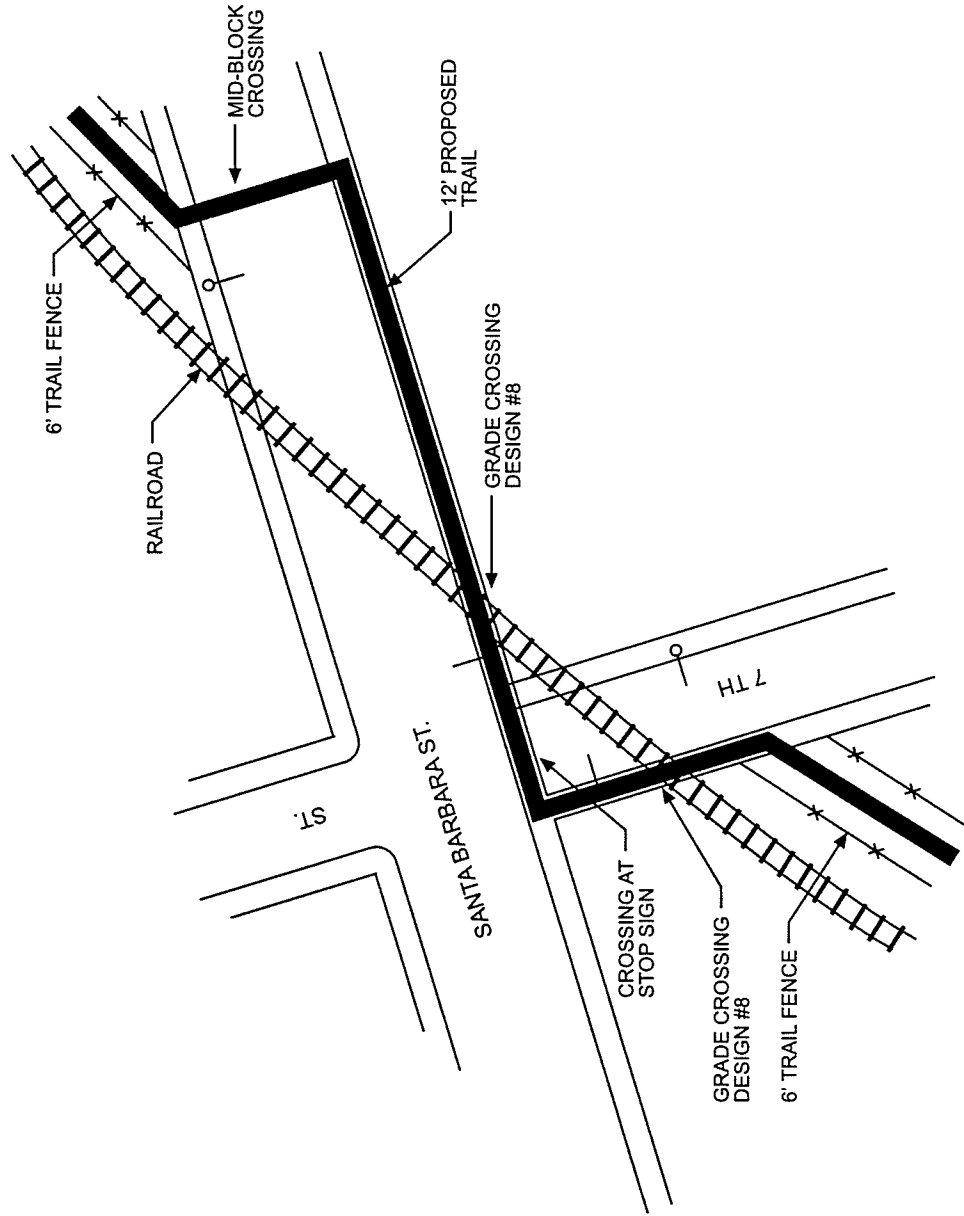 MID-BLOCK
CROSSING
6' TRAIL FENCE
12' PROPOSED
TRAIL
RAILROAD
GRADE CROSSING
DESIGN #8
7 TH
ST.
SANTA BARBARA ST.
CROSSING AT
STOP SIGN
GRADE CROSSING
DESIGN #8
6' TRAIL FENCE